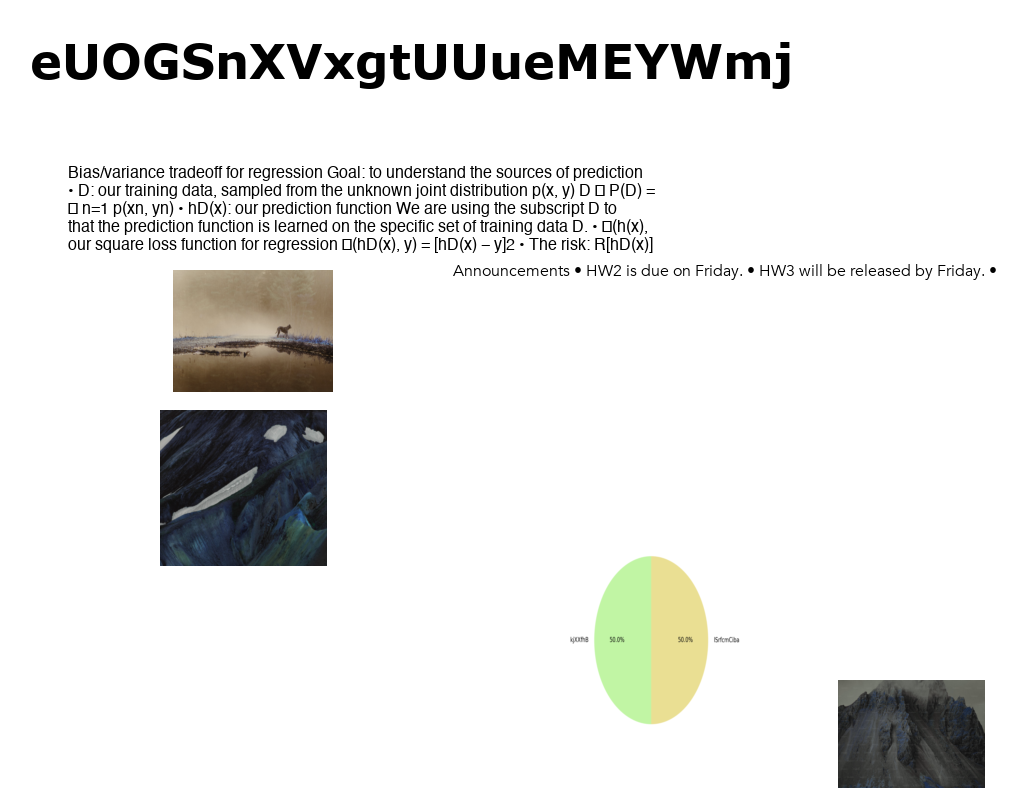 eUOGSnXVxgtUUueMEYWmj
Bias/variance tradeoff for regression Goal: to understand the sources of prediction
• D: our training data, sampled from the unknown joint distribution p(x, y) D □ P(D) =
□ n=1 p(xn, yn) • hD(x): our prediction function We are using the subscript D to
that the prediction function is learned on the specific set of training data D. • □(h(x),
our square loss function for regression □(hD(x), y) = [hD(x) – y]2 • The risk: R[hD(x)]
Announcements • HW2 is due on Friday. • HW3 will be released by Friday. •
50.0% 50.0%